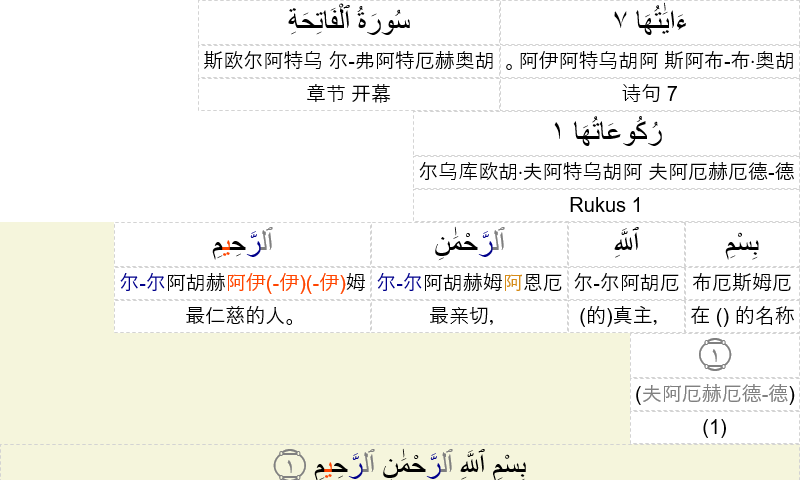 سُورَةُ ٱلْفَاتِحَةِ ءَايَٰتُهَا ٧
斯欧尔阿特乌 尔-弗阿特厄赫奥胡 。阿伊阿特乌胡阿 斯阿布-布·奥胡
章节 开幕 诗句 7
رُكُوعَاتُهَا ١
尔乌库欧胡·夫阿特乌胡阿 夫阿厄赫厄德-德
Rukus 1
بِسْمِ ٱللَّهِ ٱلرَّحْمَٰنِ ٱلرَّحِيمِ
尔-尔阿胡赫阿伊(-伊)(-伊)姆 尔-尔阿胡赫姆阿恩厄 尔-尔阿胡厄 布厄斯姆厄
最仁慈的人。 最亲切, (的)真主, 在 () 的名称
١
(夫阿厄赫厄德-德)
(1)
بِسْمِ ٱللَّهِ ٱلرَّحْمَٰنِ ٱلرَّحِيمِ ١